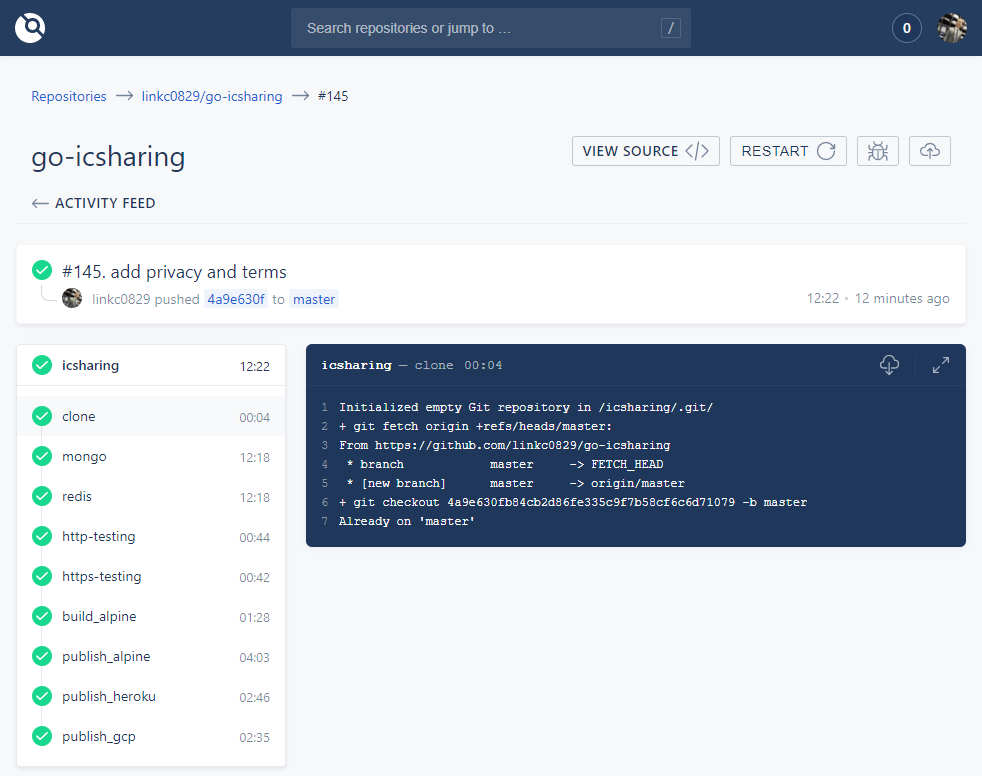 Search repositories or jump to … /
0
Repositories → linkc0829/go-icsharing → #145
go-icsharing
VIEW SOURCE </>
RESTART
← ACTIVITY FEED
#145. add privacy and terms
linkc0829 pushed 4a9e630f to master
12:22 • 12 minutes ago
icsharing 12:22
clone 00:04
mongo 12:18
redis 12:18
http-testing 00:44
https-testing 00:42
build_alpine 01:28
publish_alpine 04:03
publish_heroku 02:46
publish_gcp 02:35
icsharing — clone 00:04
1 Initialized empty Git repository in /icsharing/.git/
2 + git fetch origin +refs/heads/master:
3 From https://github.com/linkc0829/go-icsharing
4  * branch            master     -> FETCH_HEAD
5  * [new branch]      master     -> origin/master
6 + git checkout 4a9e630fb84cb2d86fe335c9f7b58cf6c6d71079 -b master
7 Already on 'master'